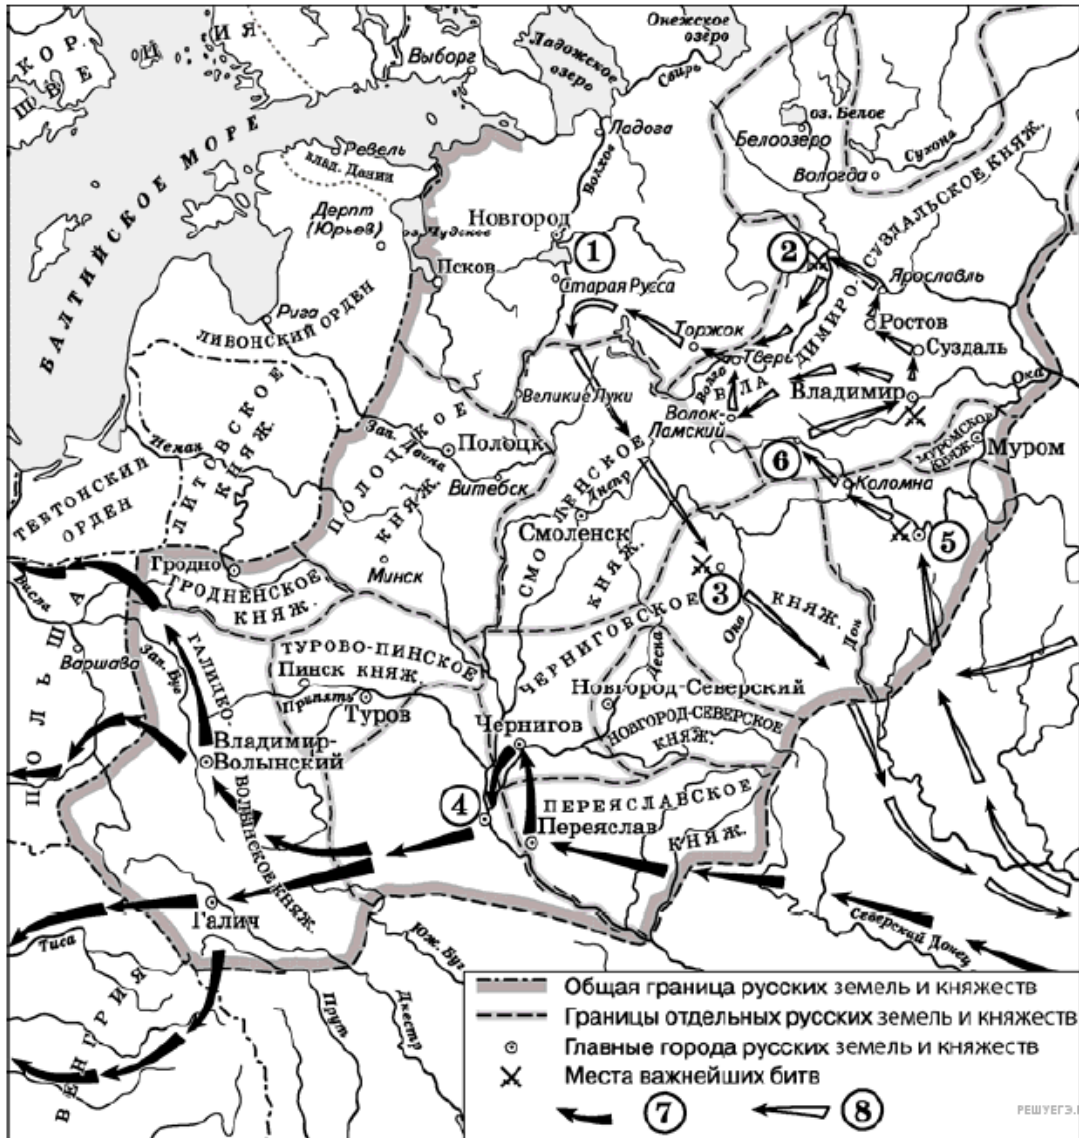 ШВЕ
КОР.
И
И Я
БАЛТИЙСКОЕ МОРЕ
Выборг
Ладожское
озеро
Онежское
озеро
Свирь
Ладога
Волхов
оз. Белое
Белоозеро
Вологда
Сухона
Ревель
влад. Дании
Дерпт
(Юрьев)
оз. Чудское
Псков
Новгород
1
Старая Русса
2
ВЛАДИМИРО-СУЗДАЛЬСКОЕ КНЯЖ.
Ярославль
Ростов
Суздаль
Владимир
Ока
Торжок
Тверь
Волга
Волок-
Ламский
Рига
ЛИВОНСКИЙ ОРДЕН
Великие Луки
ПОЛОЦКОЕ
КНЯЖ.
Зап. Двина
Полоцк
Витебск
Неман
ЛИТОВСКОЕ
КНЯЖ.
ТЕВТОНСКИЙ
ОРДЕН
6
МУРОМСКОЕ
КНЯЖ.
Муром
Коломна
5
СМОЛЕНСКОЕ
КНЯЖ.
Днепр
Смоленск
Минск
Гродно
ГРОДНЕНСКОЕ
КНЯЖ.
Висла
ПОЛЬША
Варшава
Зап. Буг
3
ЧЕРНИГОВСКОЕ
КНЯЖ.
Ока
Дон
Десна
ТУРОВО-ПИНСКОЕ
КНЯЖ.
Пинск
Припять
Туров
Новгород-Северский
НОВГОРОД-СЕВЕРСКОЕ
КНЯЖ.
Чернигов
4
ГАЛИЦКО-
ВОЛЫНСКОЕ КНЯЖ.
Владимир-
Волынский
ПЕРЕЯСЛАВСКОЕ
КНЯЖ.
Переяслав
Галич
Тиса
ВЕНГРИЯ
Юж. Буг
Прут
Днестр
Северский Донец
Общая граница русских земель и княжеств
Границы отдельных русских земель и княжеств
Главные города русских земель и княжеств
Места важнейших битв
7
8